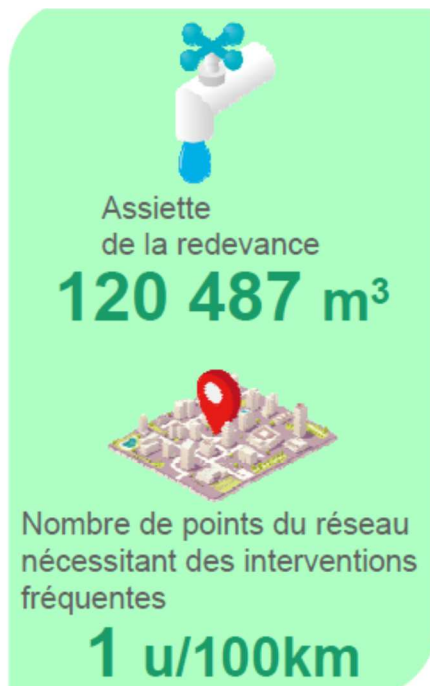 Assiette
de la redevance
120 487 m³
Nombre de points du réseau
nécessitant des interventions
fréquentes
1 u/100km